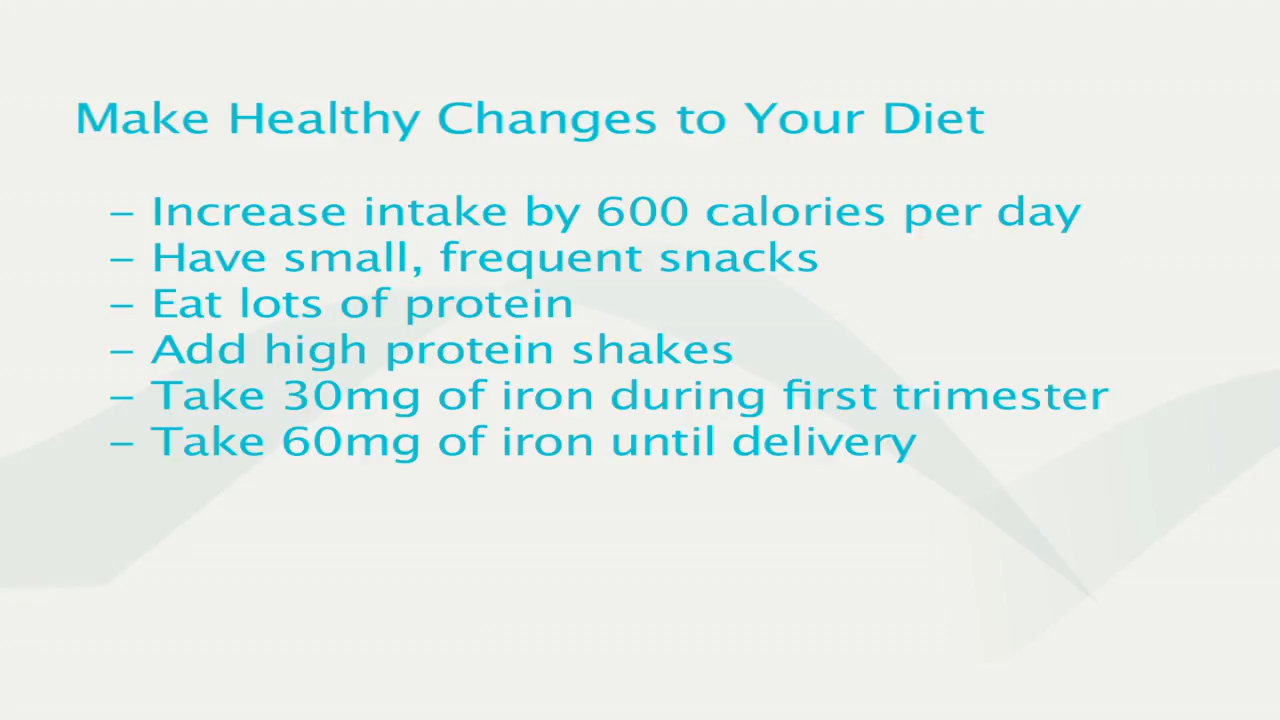 Make Healthy Changes to Your Diet
– Increase intake by 600 calories per day
– Have small, frequent snacks
– Eat lots of protein
– Add high protein shakes
– Take 30mg of iron during first trimester
– Take 60mg of iron until delivery